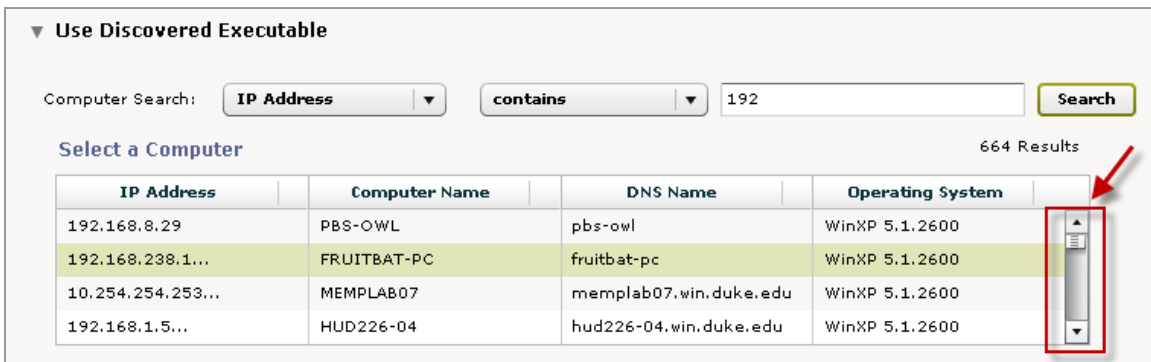 Use Discovered Executable
Computer Search: IP Address contains 192 Search
Select a Computer 664 Results
IP Address Computer Name DNS Name Operating System
192.168.8.29 PBS-OWL pbs-owl WinXP 5.1.2600
192.168.238.1... FRUITBAT-PC fruitbat-pc WinXP 5.1.2600
10.254.254.253... MEMPLAB07 memplab07.win.duke.edu WinXP 5.1.2600
192.168.1.5... HUD226-04 hud226-04.win.duke.edu WinXP 5.1.2600